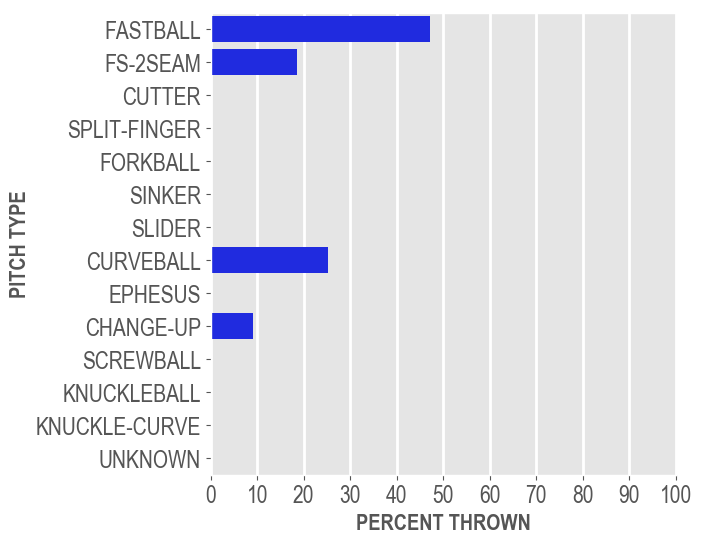 FASTBALL
FS-2SEAM
CUTTER
SPLIT-FINGER
FORKBALL
SINKER
SLIDER
CURVEBALL
EPHESUS
CHANGE-UP
SCREWBALL
KNUCKLEBALL
KNUCKLE-CURVE
UNKNOWN
PITCH TYPE
0 10 20 30 40 50 60 70 80 90 100
PERCENT THROWN